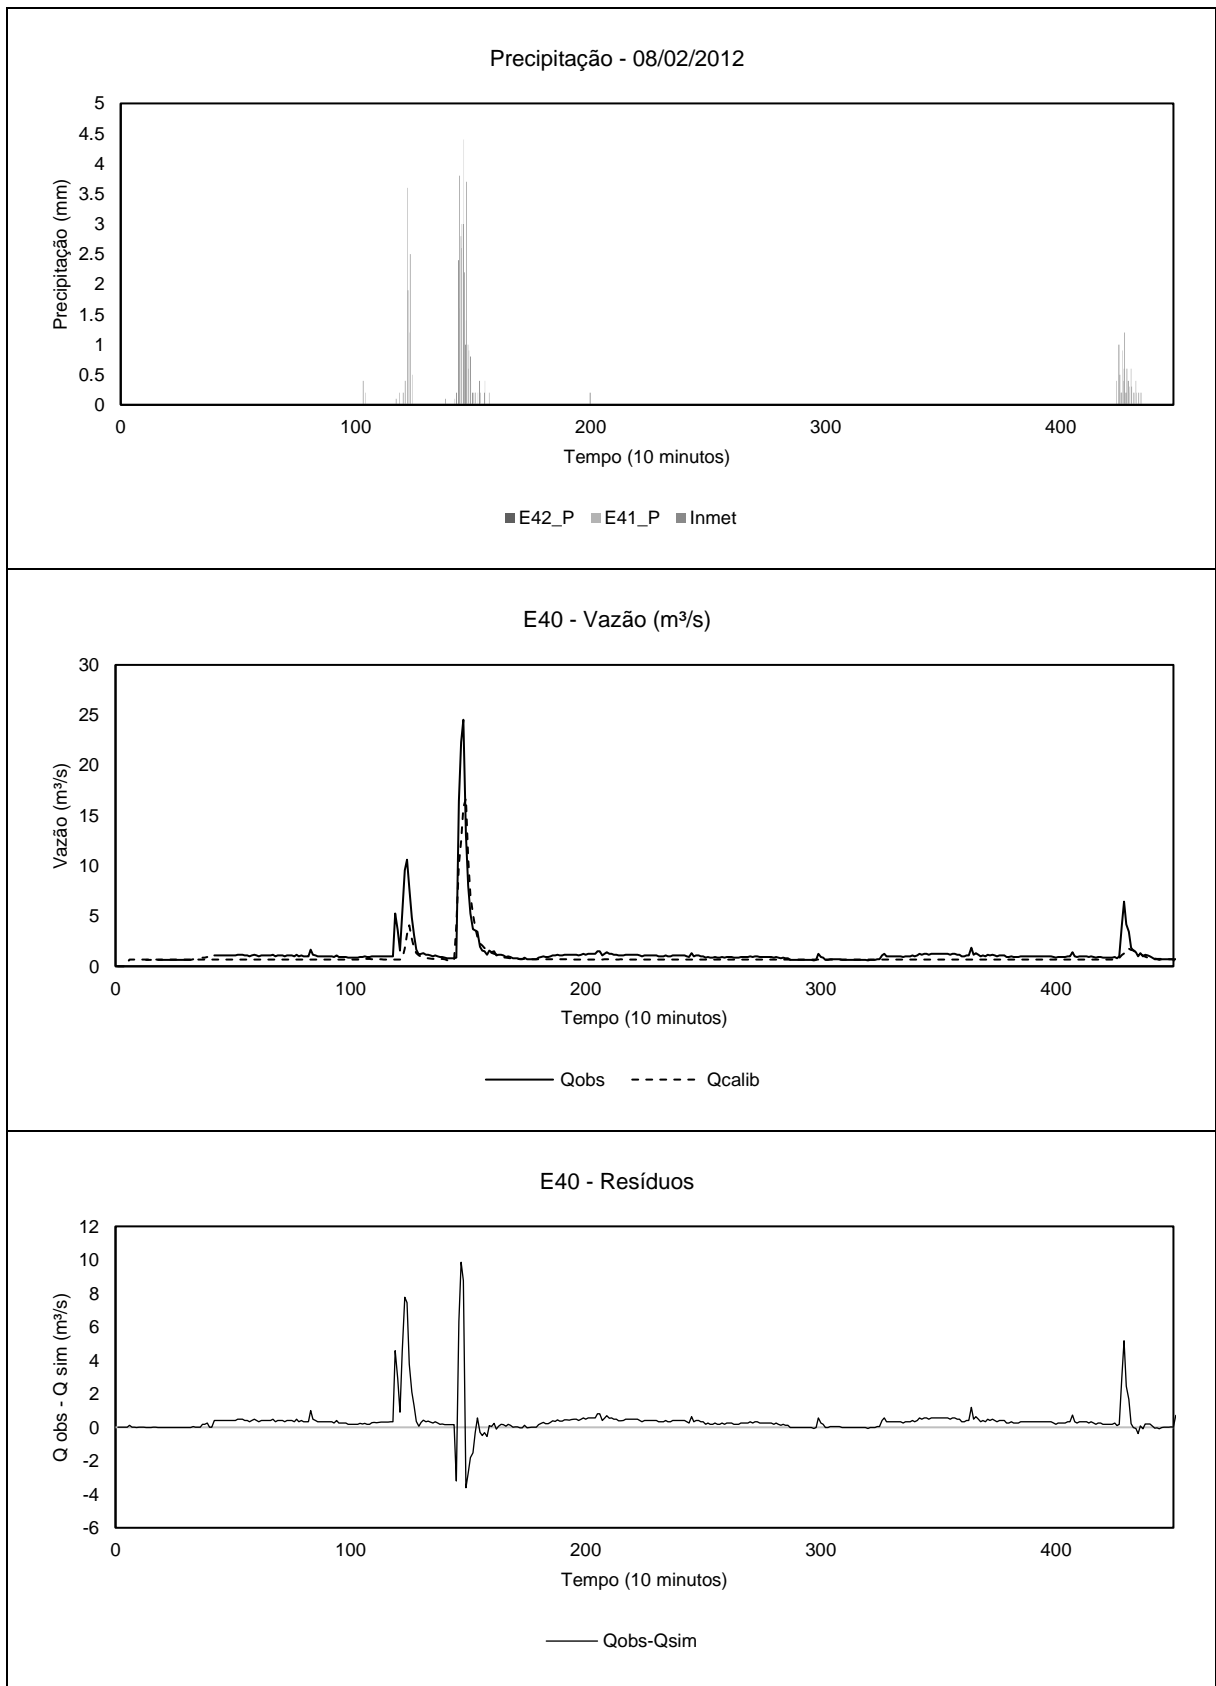 Precipitação - 08/02/2012
5
4.5
4
3.5
3
2.5
2
1.5
1
0.5
0
Precipitação (mm)
0 100 200 300 400
Tempo (10 minutos)
E42_P E41_P Inmet
E40 - Vazão (m³/s)
30
25
20
15
10
5
0
Vazão (m³/s)
0 100 200 300 400
Tempo (10 minutos)
Qobs Qcalib
E40 - Resíduos
12
10
8
6
4
2
0
-2
-4
-6
Q obs - Q sim (m³/s)
0 100 200 300 400
Tempo (10 minutos)
Qobs-Qsim